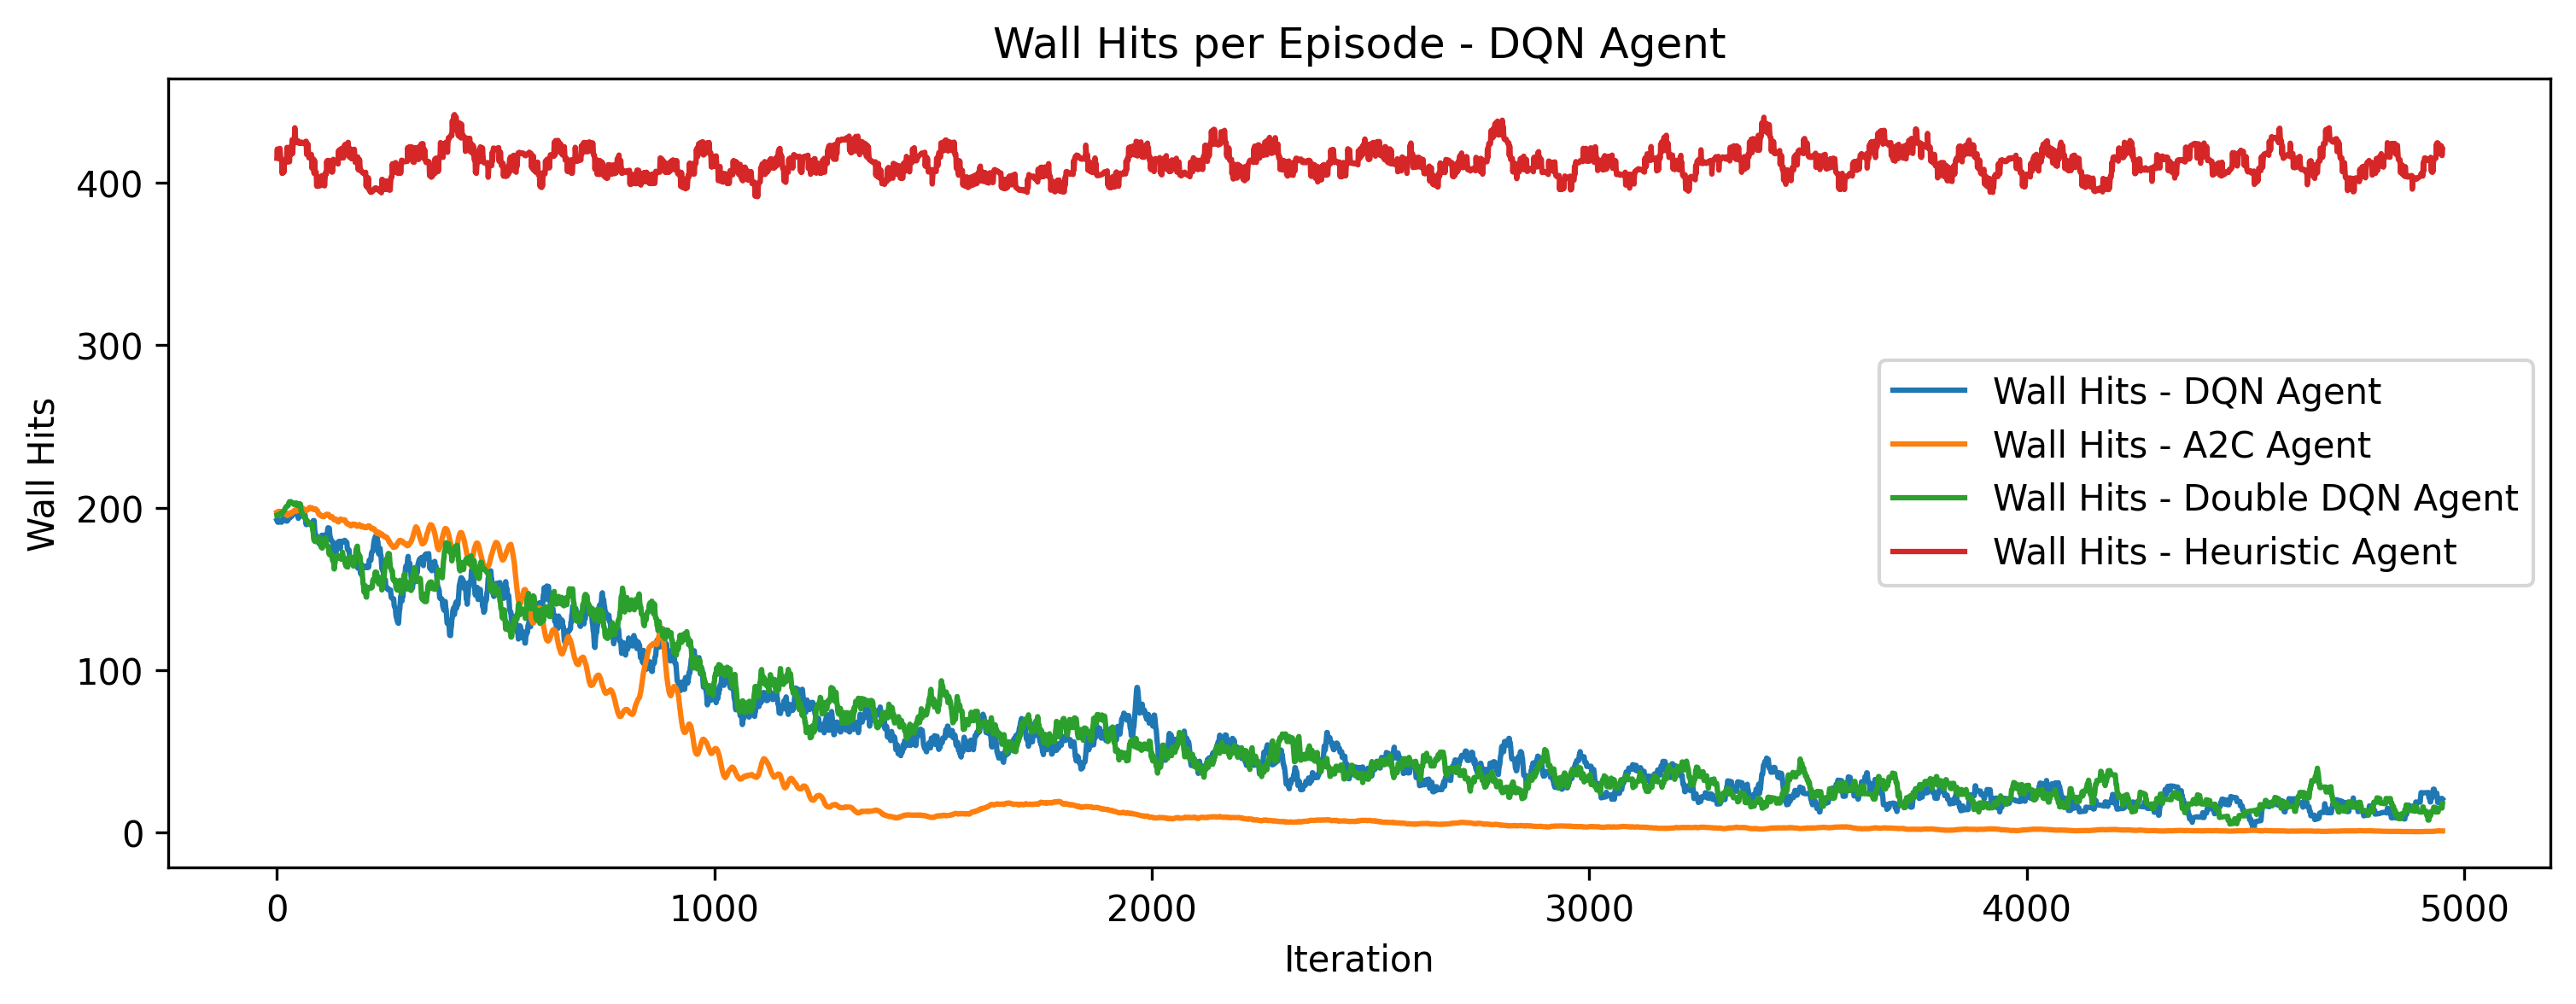 Wall Hits per Episode - DQN Agent
Wall Hits
400
300
200
100
0
Wall Hits - DQN Agent
Wall Hits - A2C Agent
Wall Hits - Double DQN Agent
Wall Hits - Heuristic Agent
0 1000 2000 3000 4000 5000
Iteration